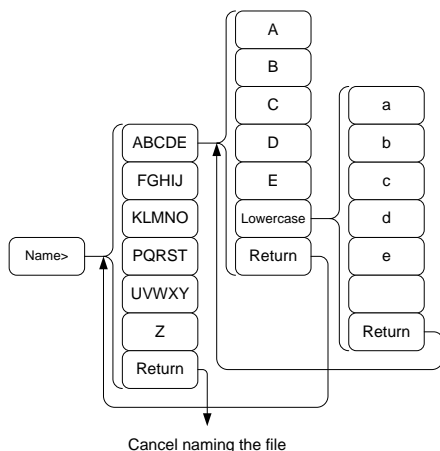 Name>
ABCDE
FGHIJ
KLMNO
PQRST
UVWXY
Z
Return
A
B
C
D
E
Lowercase
Return
a
b
c
d
e
Return
Cancel naming the file